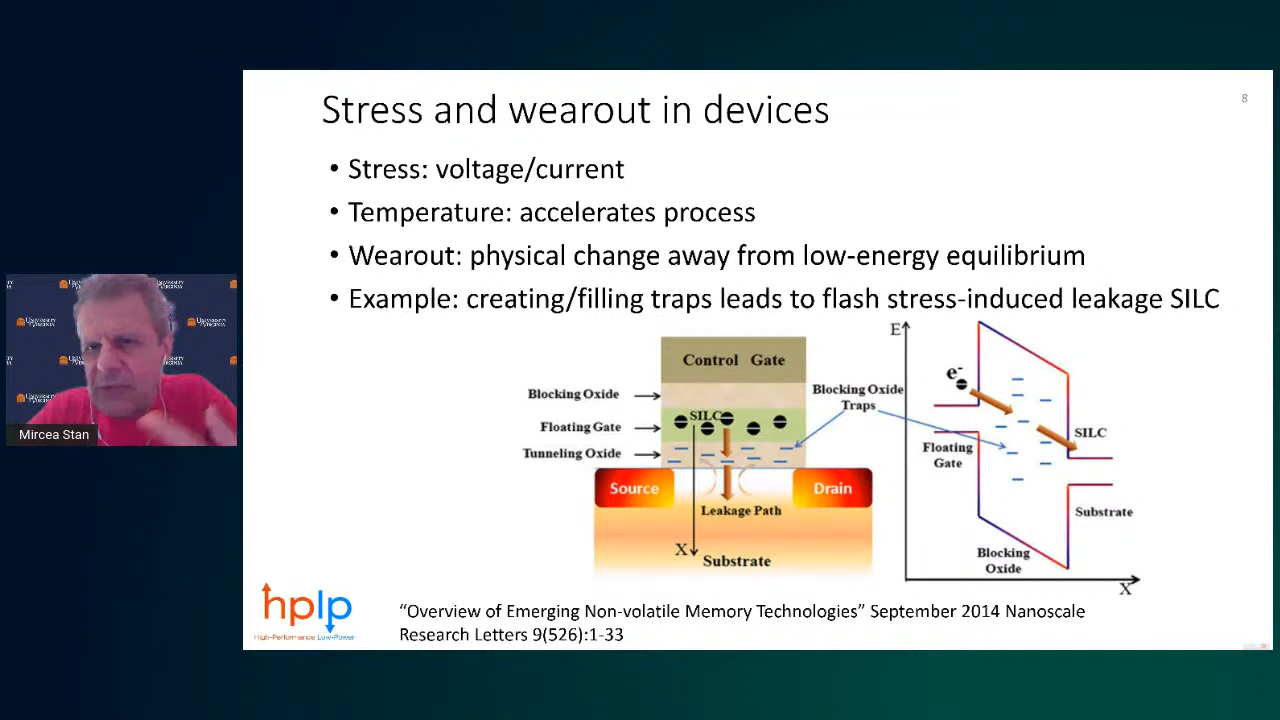 Stress and wearout in devices
8
• Stress: voltage/current
• Temperature: accelerates process
• Wearout: physical change away from low-energy equilibrium
• Example: creating/filling traps leads to flash stress-induced leakage SILC
Control Gate
Blocking Oxide
Floating Gate
Tunneling Oxide
SILC
Blocking Oxide
Traps
Source
Drain
Leakage Path
X
Substrate
E
e-
SILC
Floating
Gate
Substrate
Blocking
Oxide
X
hplp
High-Performance Low-Power
“Overview of Emerging Non-volatile Memory Technologies” September 2014 Nanoscale
Research Letters 9(526):1-33
UNIVERSITY
of VIRGINIA
Mircea Stan